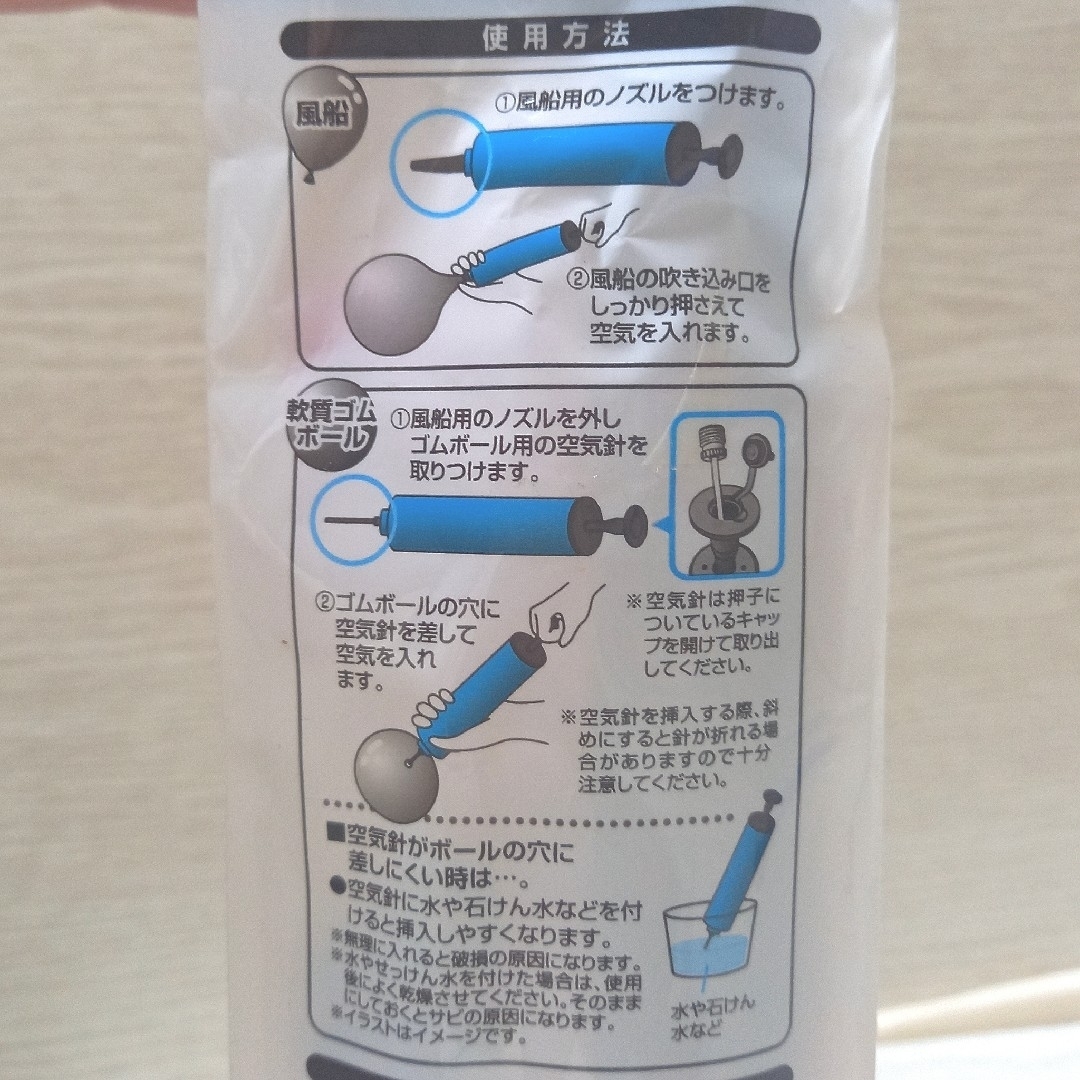 使用方法
風船
①風船用のノズルをつけます。
②風船の吹き込み口を
しっかり押さえて
空気を入れます。
軟質ゴム
ボール
①風船用のノズルを外し
ゴムボール用の空気針を
取りつけます。
※空気針は押子に
ついているキャッ
プを開けて取り出
してください。
②ゴムボールの穴に
空気針を差して
空気を入れ
ます。
※空気針を挿入する際、斜
めにすると針が折れる場
合がありますので十分
注意してください。
■空気針がボールの穴に
差しにくい時は…。
●空気針に水や石けん水などを付
けると挿入しやすくなります。
※無理に入れると破損の原因になります。
※水やせっけん水を付けた場合は、使用
後によく乾燥させてください。そのまま
にしておくとサビの原因になります。
※イラストはイメージです。
水や石けん
水など